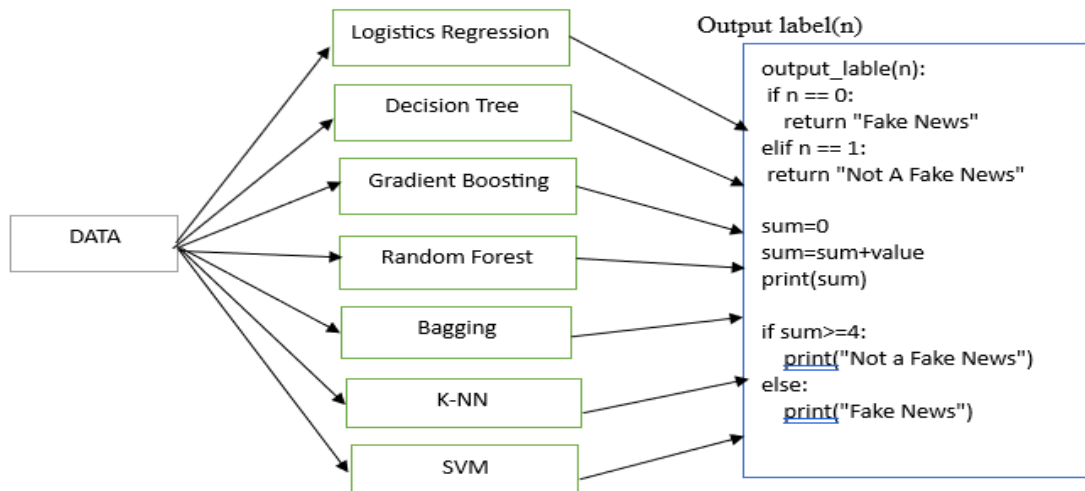 DATA
Logistics Regression
Decision Tree
Gradient Boosting
Random Forest
Bagging
K-NN
SVM
Output label(n)
output_lable(n):
if n == 0:
return "Fake News"
elif n == 1:
return "Not A Fake News"
sum=0
sum=sum+value
print(sum)
if sum>=4:
print("Not a Fake News")
else:
print("Fake News")